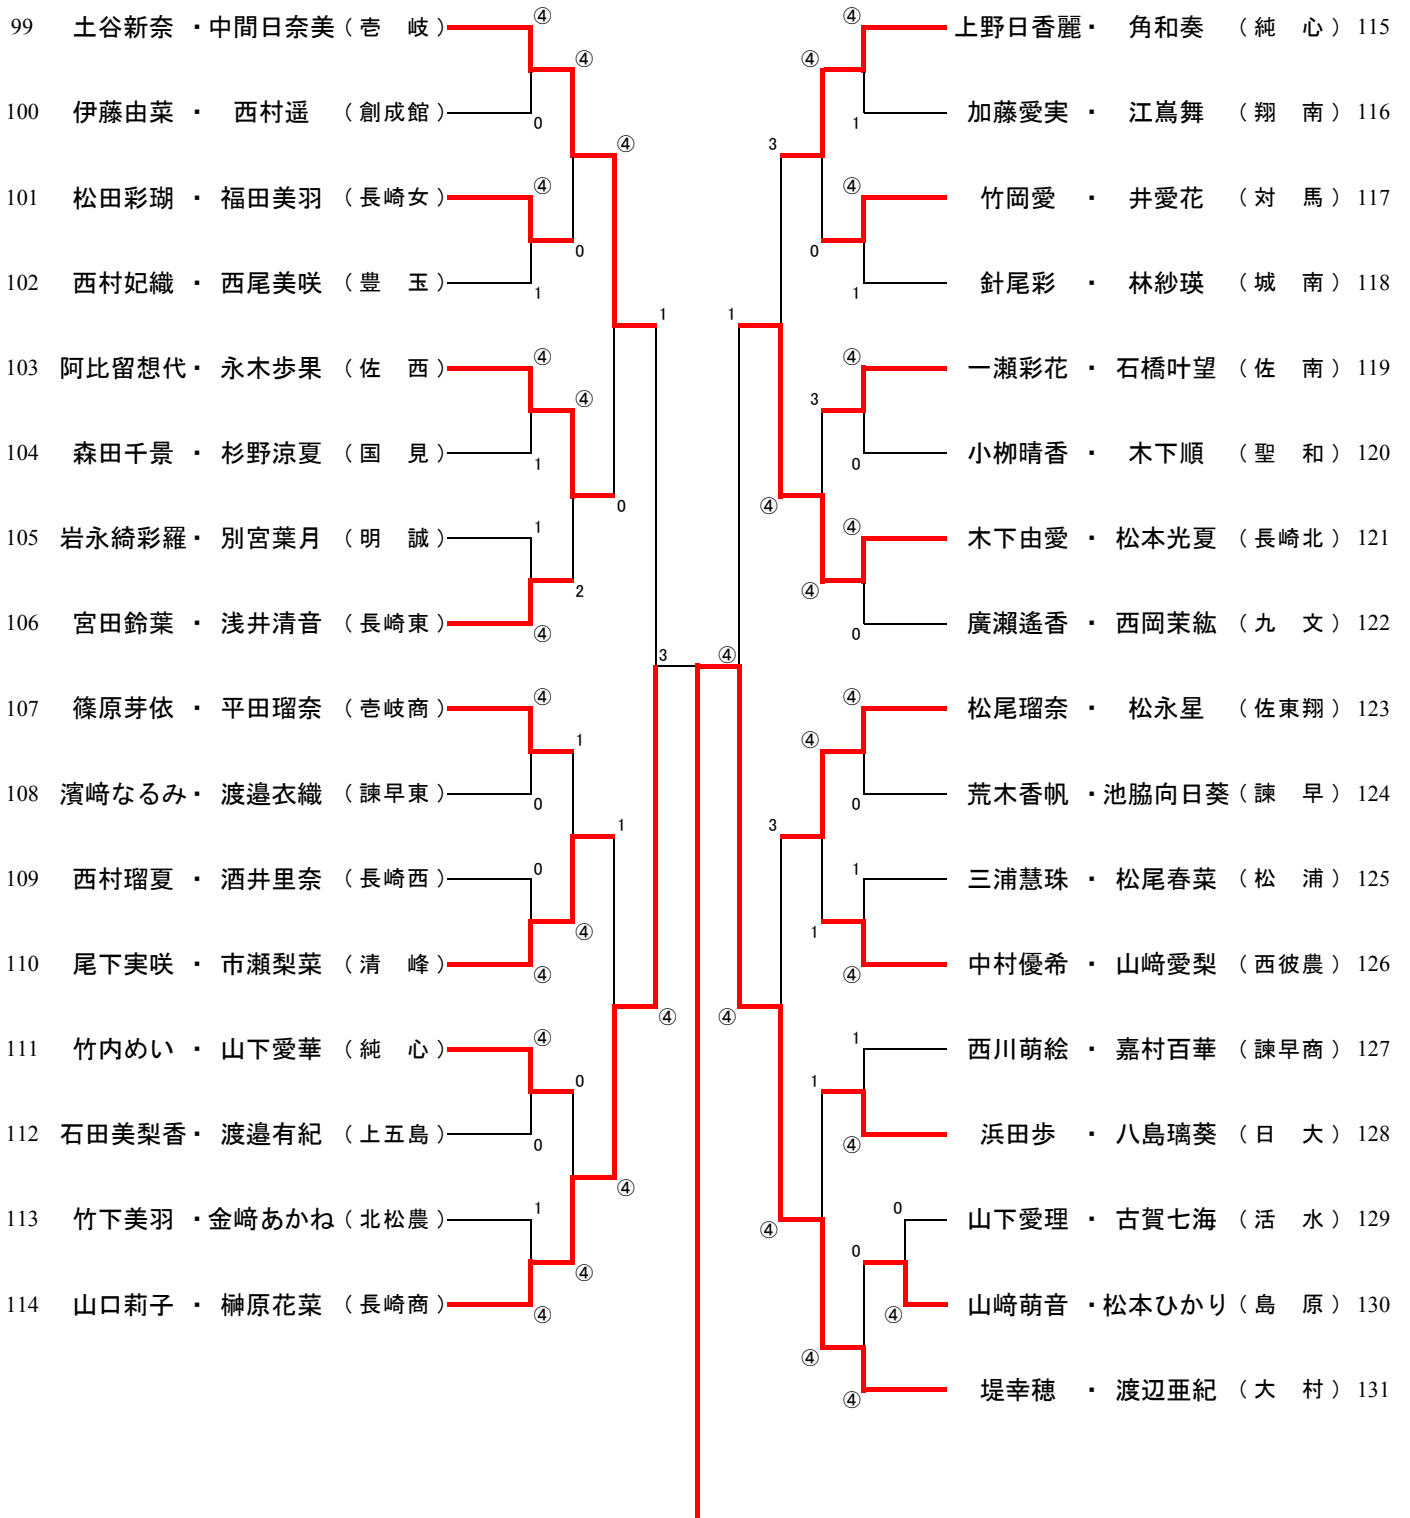 99 土谷新奈 ・ 中間日奈美 （ 壱 岐 ） ④
④
100 伊藤由菜 ・ 西村遥 （ 創成館 ） 0
④
101 松田彩瑚 ・ 福田美羽 （ 長崎女 ） ④
0
102 西村妃織 ・ 西尾美咲 （ 豊 玉 ） 1
1
103 阿比留想代 ・ 永木歩果 （ 佐 西 ） ④
④
104 森田千景 ・ 杉野涼夏 （ 国 見 ） 1
0
105 岩永綺彩羅 ・ 別宮葉月 （ 明 誠 ） 1
2
106 宮田鈴葉 ・ 浅井清音 （ 長崎東 ） ④
3
107 篠原芽依 ・ 平田瑠奈 （ 壱岐商 ） ④
1
108 濱﨑なるみ ・ 渡邉衣織 （ 諫早東 ） 0
1
109 西村瑠夏 ・ 酒井里奈 （ 長崎西 ） 0
④
110 尾下実咲 ・ 市瀬梨菜 （ 清 峰 ） ④
④
111 竹内めい ・ 山下愛華 （ 純 心 ） ④
0
112 石田美梨香 ・ 渡邉有紀 （ 上五島 ） 0
④
113 竹下美羽 ・ 金﨑あかね （ 北松農 ） 1
④
114 山口莉子 ・ 榊原花菜 （ 長崎商 ） ④
④ 上野日香麗 ・ 角和奏 （ 純 心 ） 115
④
1 加藤愛実 ・ 江嶌舞 （ 翔 南 ） 116
3
④ 竹岡愛 ・ 井愛花 （ 対 馬 ） 117
0
1 針尾彩 ・ 林紗瑛 （ 城 南 ） 118
1
④ 一瀬彩花 ・ 石橋叶望 （ 佐 南 ） 119
3
0 小栁晴香 ・ 木下順 （ 聖 和 ） 120
④
④ 木下由愛 ・ 松本光夏 （ 長崎北 ） 121
④
0 廣瀬遙香 ・ 西岡茉紘 （ 九 文 ） 122
④
④ 松尾瑠奈 ・ 松永星 （ 佐東翔 ） 123
④
0 荒木香帆 ・ 池脇向日葵 （ 諫 早 ） 124
3
1 三浦慧珠 ・ 松尾春菜 （ 松 浦 ） 125
1
④ 中村優希 ・ 山﨑愛梨 （ 西彼農 ） 126
④
1 西川萌絵 ・ 嘉村百華 （ 諫早商 ） 127
1
④ 浜田歩 ・ 八島璃葵 （ 日 大 ） 128
④
0 山下愛理 ・ 古賀七海 （ 活 水 ） 129
0
④ 山﨑萌音 ・ 松本ひかり （ 島 原 ） 130
④
④ 堤幸穂 ・ 渡辺亜紀 （ 大 村 ） 131